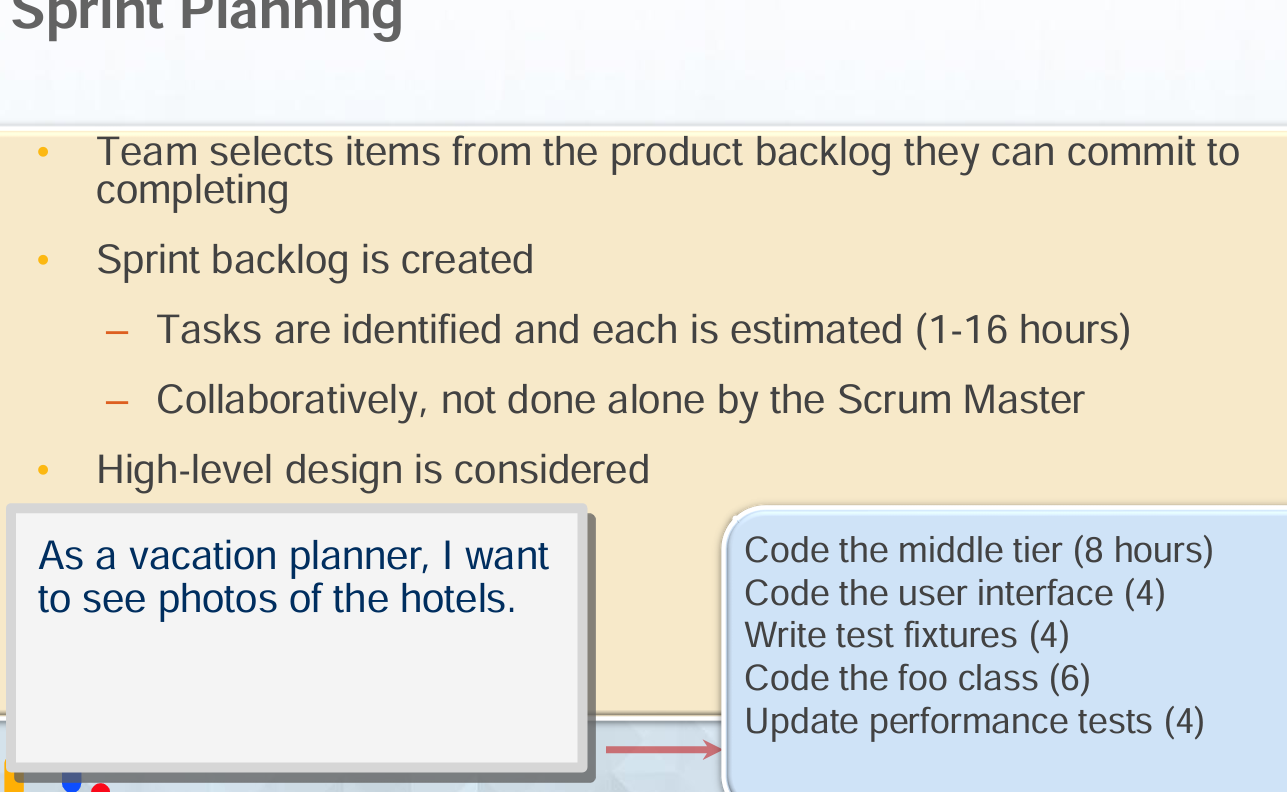 Sprint Planning
• Team selects items from the product backlog they can commit to
completing
• Sprint backlog is created
– Tasks are identified and each is estimated (1-16 hours)
– Collaboratively, not done alone by the Scrum Master
• High-level design is considered
As a vacation planner, I want
to see photos of the hotels.
Code the middle tier (8 hours)
Code the user interface (4)
Write test fixtures (4)
Code the foo class (6)
Update performance tests (4)